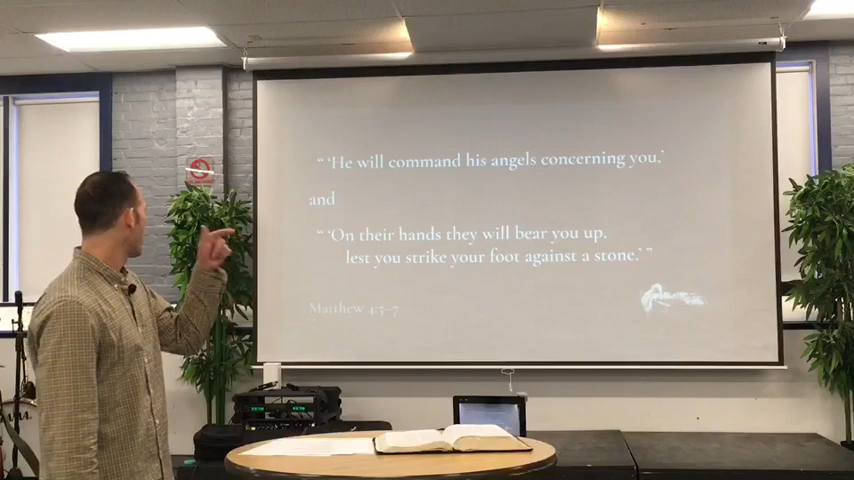 “ ‘He will command his angels concerning you,’
and
“ ‘On their hands they will bear you up,
lest you strike your foot against a stone.’ ”
Matthew 4:5–7